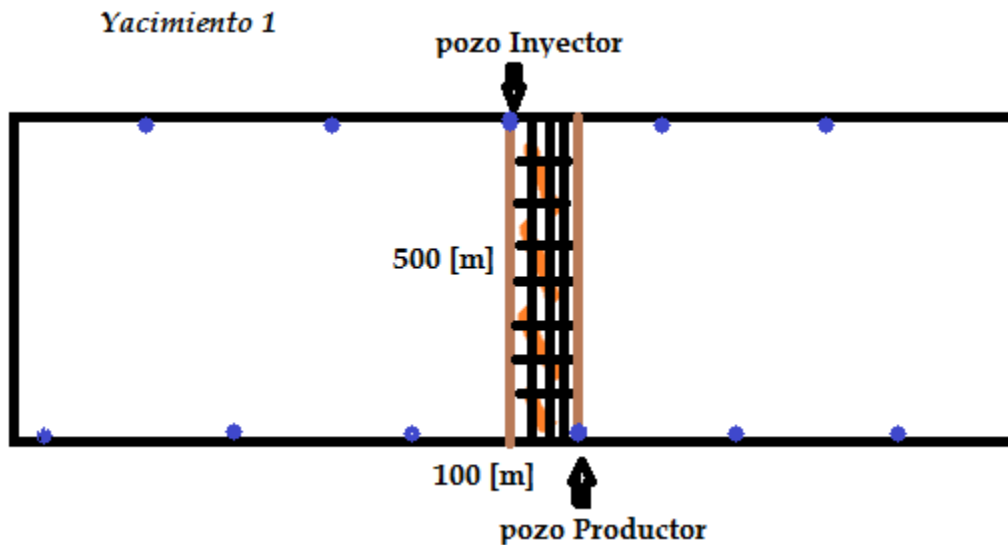 Yacimiento 1
pozo Inyector
500 [m]
100 [m]
pozo Productor